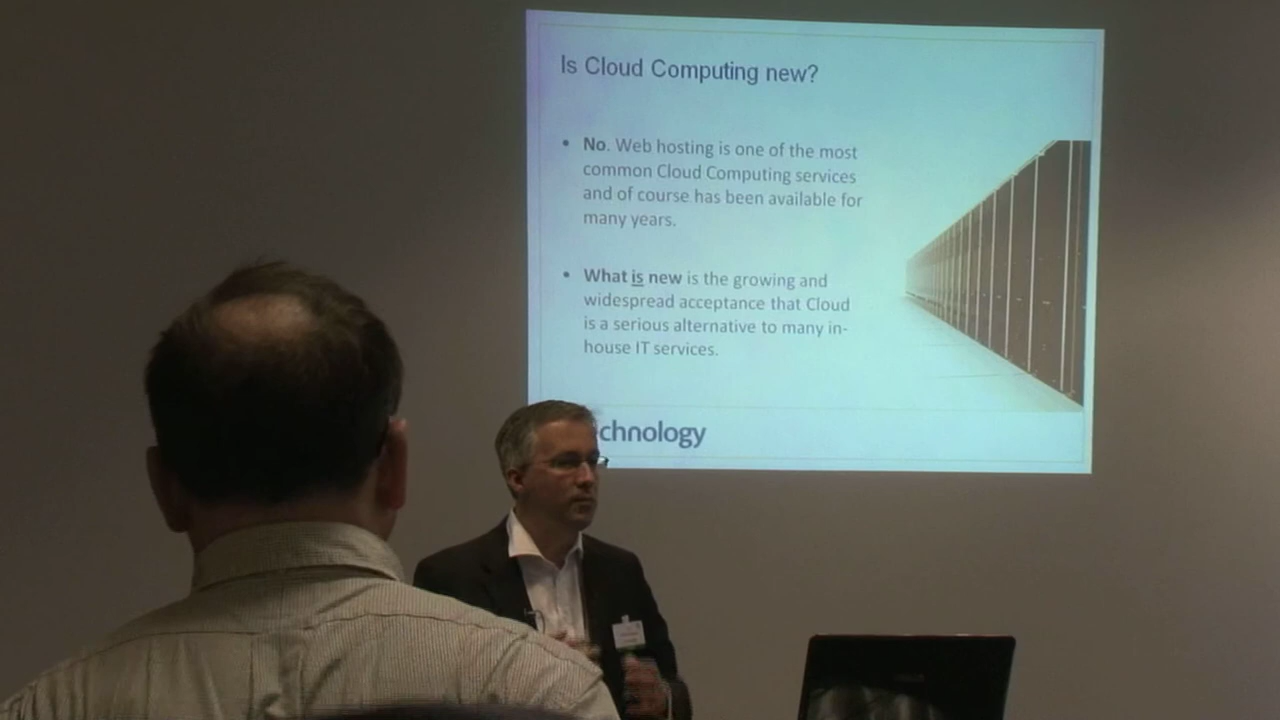 Is Cloud Computing new?
• No. Web hosting is one of the most
common Cloud Computing services
and of course has been available for
many years.
• What is new is the growing and
widespread acceptance that Cloud
is a serious alternative to many in-
house IT services.
chnology